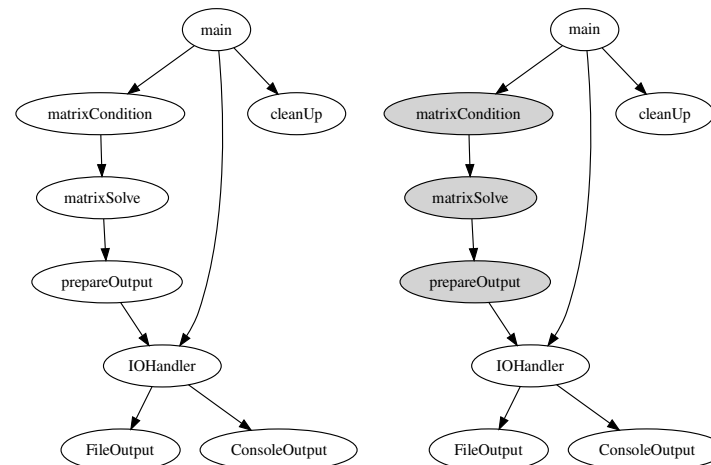 main
matrixCondition
cleanUp
matrixSolve
prepareOutput
IOHandler
FileOutput
ConsoleOutput
main
matrixCondition
cleanUp
matrixSolve
prepareOutput
IOHandler
FileOutput
ConsoleOutput